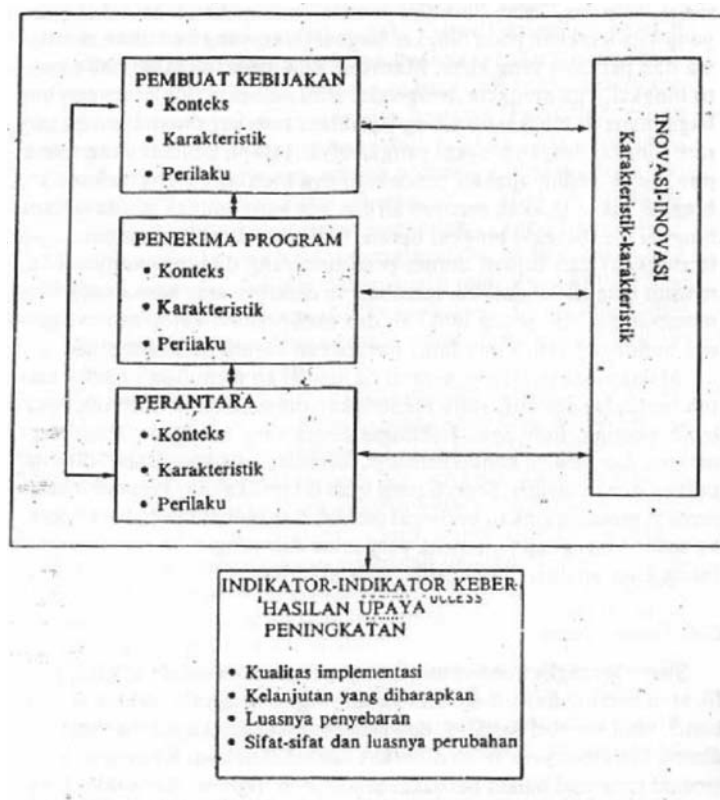 PEMBUAT KEBIJAKAN
• Konteks
• Karakteristik
• Perilaku
PENERIMA PROGRAM
• Konteks
• Karakteristik
• Periiaku
PERANTARA
• Konteks
• Karakteristik
• Perilaku
INOVASI-INOVASI
Karakteristik-karakteristik
INDIKATOR-INDIKATOR KEBER-
HASILAN UPAYA
PENINGKATAN
• Kualitas implementasi
• Kelanjutan yang diharapkan
• Luasnya penyebaran
Sifat-sifat dan luasnya perubahan